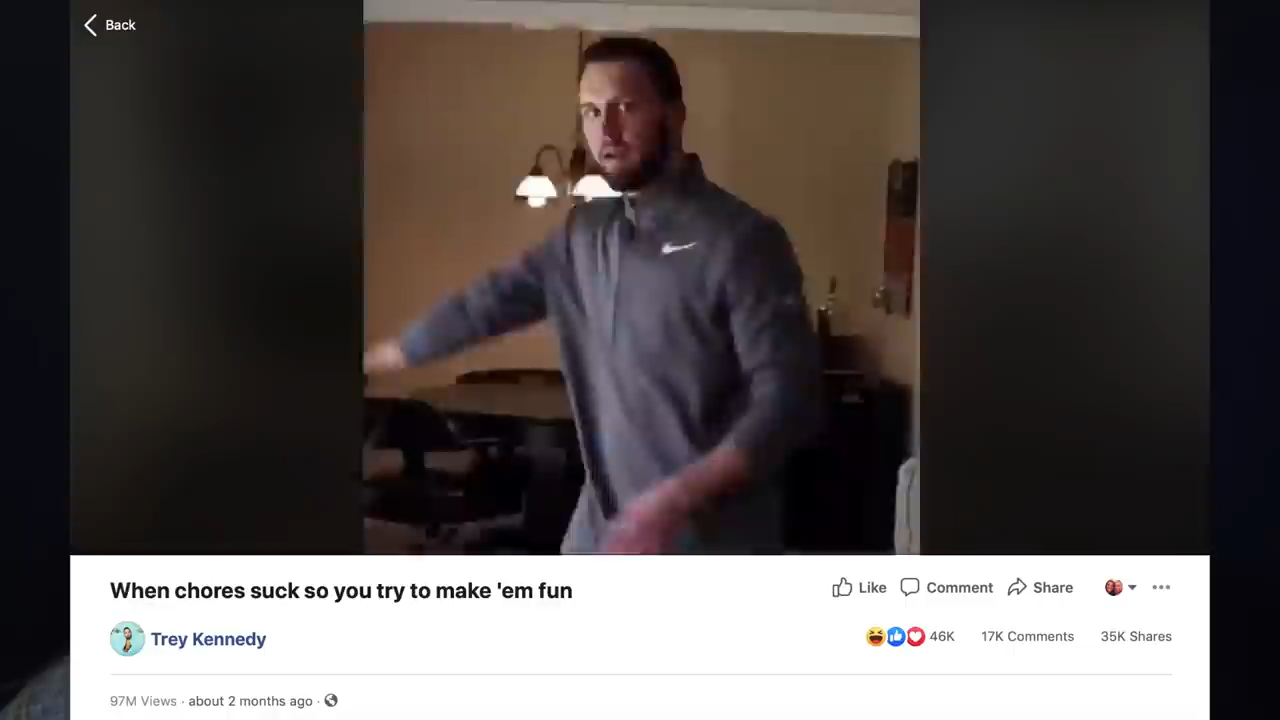 Back
When chores suck so you try to make 'em fun
Like Comment Share
Trey Kennedy
46K 17K Comments 35K Shares
97M Views · about 2 months ago ·